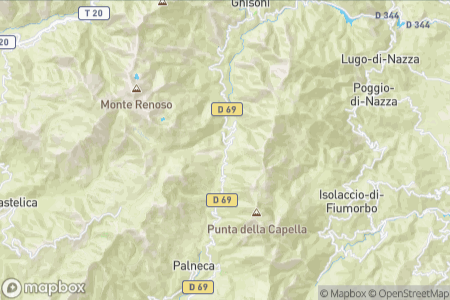 Ghisoni
T 20
D 344
D 344
20
Lugo-di-Nazza
Monte Renoso
Poggio-
di-Nazza
D 69
D 69
Isolaccio-di-
Fiumorbo
astelica
Punta della Capella
Palneca
D 69
mapbox
© Mapbox © OpenStreetMap